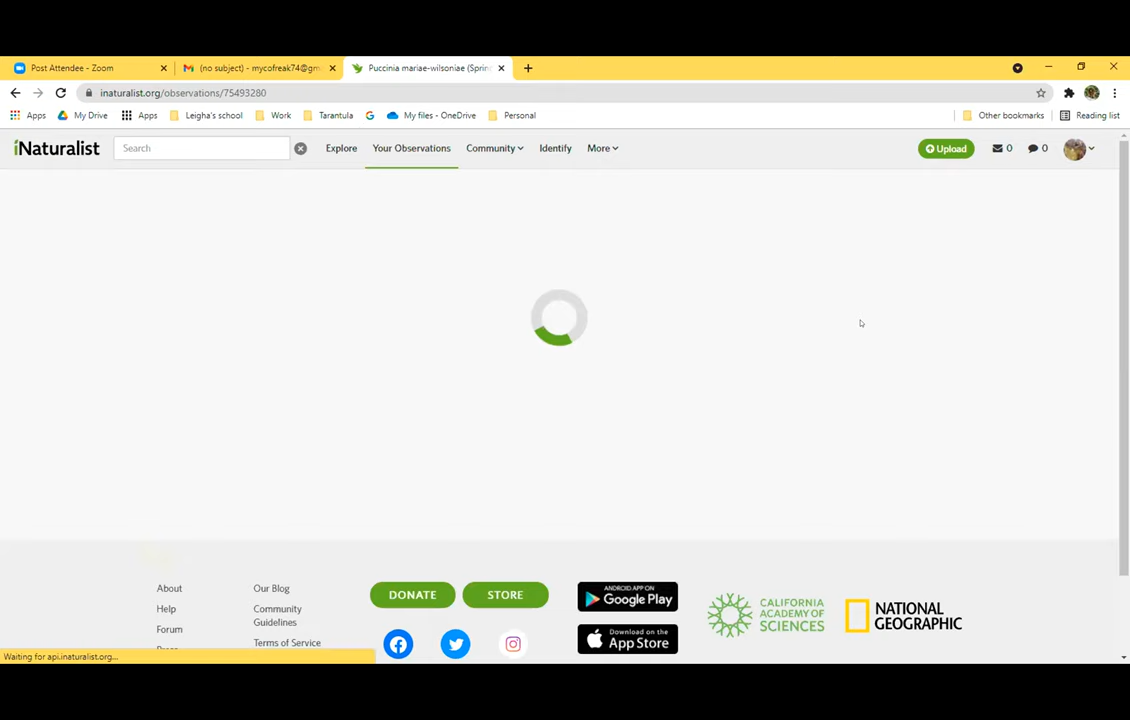 Post Attendee - Zoom
(no subject) - mycofreak74@gm
Puccinia mariae-wilsoniae (Sprin
inaturalist.org/observations/75493280
Apps
My Drive
Apps
Leigha's school
Work
Tarantula
My files - OneDrive
Personal
Other bookmarks
Reading list
iNaturalist
Search
Explore
Your Observations
Community
Identify
More
Upload
0
0
About
Our Blog
DONATE
STORE
ANDROID APP ON
Google Play
CALIFORNIA
ACADEMY OF
SCIENCES
NATIONAL
GEOGRAPHIC
Help
Community
Guidelines
Forum
Terms of Service
Download on the
App Store
Waiting for api.inaturalist.org...